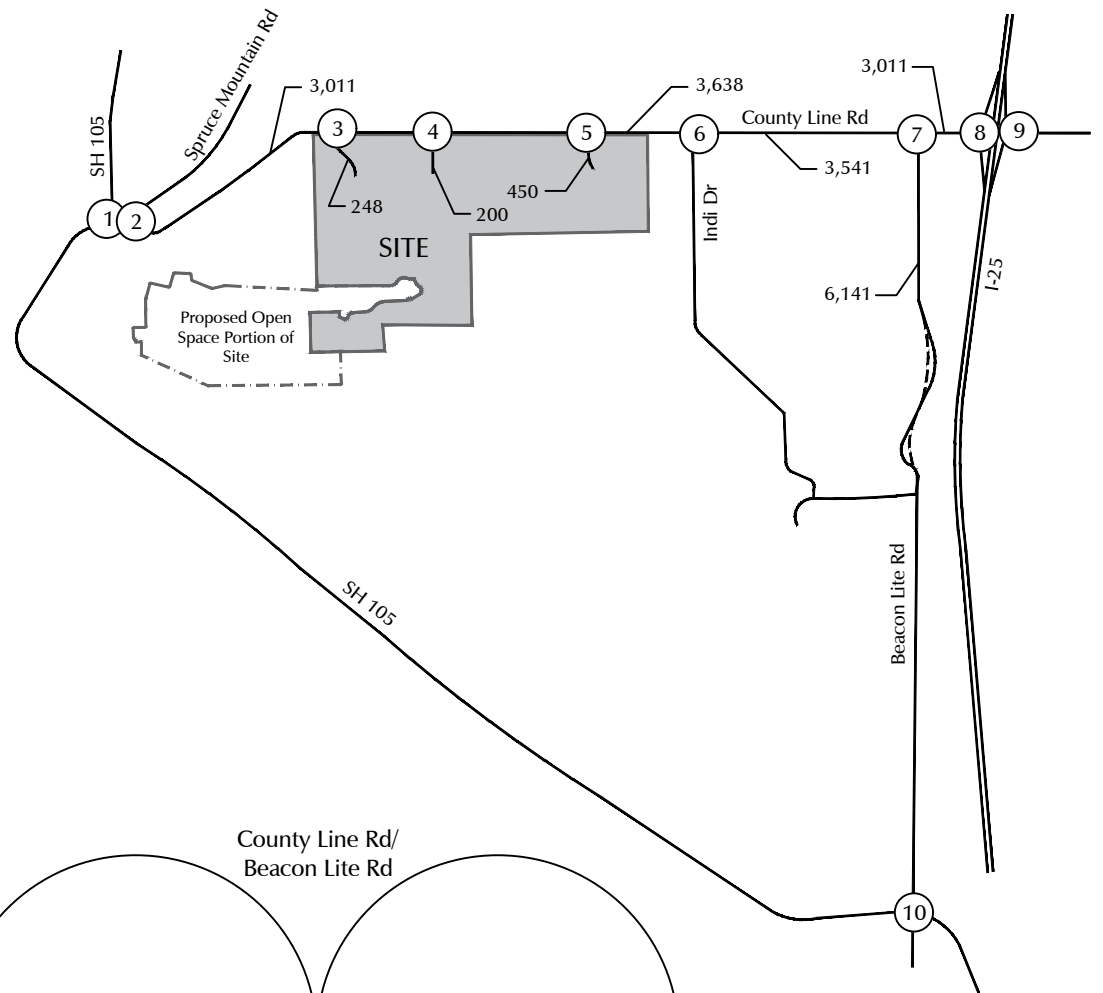 Spruce Mountain Rd
SH 105
3,011
3,638
3,011
County Line Rd
3
4
5
6
7
8
9
3,541
248
200
450
Indi Dr
1
2
SITE
I-25
6,141
Proposed Open
Space Portion of
Site
Beacon Lite Rd
SH 105
County Line Rd/
Beacon Lite Rd
10